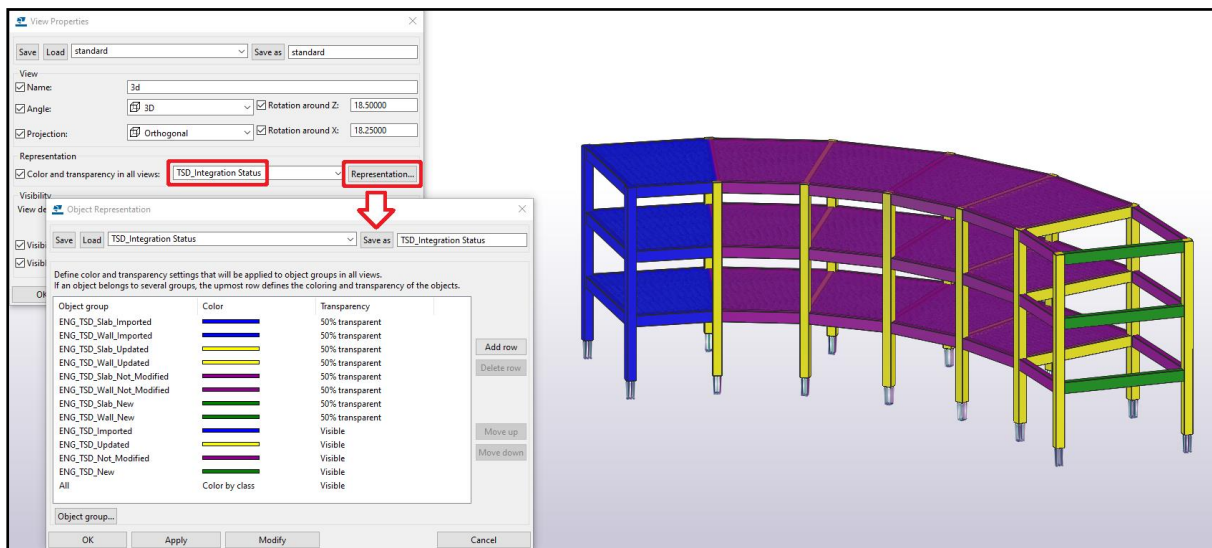 View Properties
Save Load standard Save as standard
View
Name: 3d
Angle: 3D Rotation around Z: 18.50000
Projection: Orthogonal Rotation around X: 18.25000
Representation
Color and transparency in all views: TSD_Integration Status Representation...
Visibility
View de
Visib
Visibl
Object Representation
Save Load TSD_Integration Status Save as TSD_Integration Status
Define color and transparency settings that will be applied to object groups in all views.
If an object belongs to several groups, the upmost row defines the coloring and transparency of the objects.
Object group Color Transparency
ENG_TSD_Slab_Imported 50% transparent
ENG_TSD_Wall_Imported 50% transparent
ENG_TSD_Slab_Updated 50% transparent
ENG_TSD_Wall_Updated 50% transparent
ENG_TSD_Slab_Not_Modified 50% transparent
ENG_TSD_Wall_Not_Modified 50% transparent
ENG_TSD_Slab_New 50% transparent
ENG_TSD_Wall_New 50% transparent
ENG_TSD_Imported Visible
ENG_TSD_Updated Visible
ENG_TSD_Not_Modified Visible
ENG_TSD_New Visible
All Color by class Visible
Add row
Delete row
Move up
Move down
Object group...
OK Apply Modify Cancel